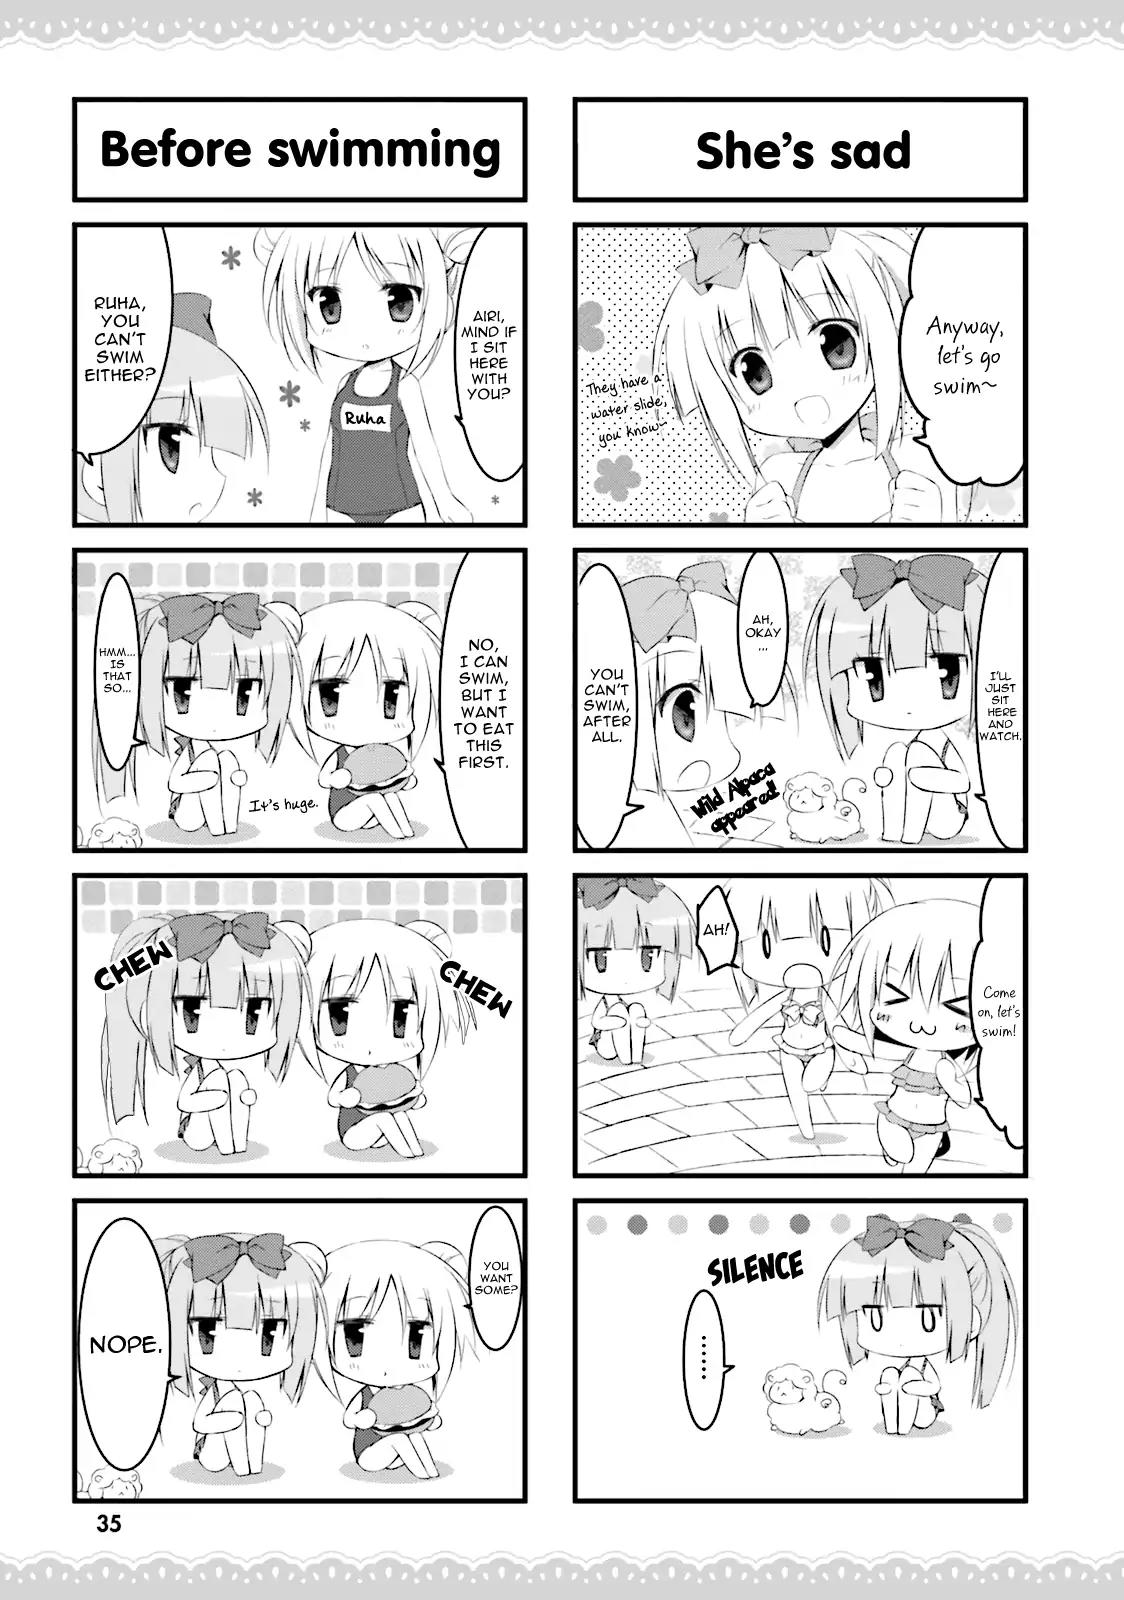 She's sad
Anyway,
let's go
swim~
They have a
water slide,
you know~
I'LL
JUST
SIT
HERE
AND
WATCH.
AH,
OKAY
...
YOU
CAN'T
SWIM,
AFTER
ALL.
Wild Alpaca
appeared!
Come
on, let's
swim!
AH!
SILENCE
.......
Before swimming
AIRI,
MIND IF
I SIT
HERE
WITH
YOU?
Ruha
RUHA,
YOU
CAN'T
SWIM
EITHER?
NO,
I CAN
SWIM,
BUT I
WANT
TO EAT
THIS
FIRST.
HMM...
IS
THAT
SO...
It's huge.
CHEW
CHEW
YOU
WANT
SOME?
NOPE.
35